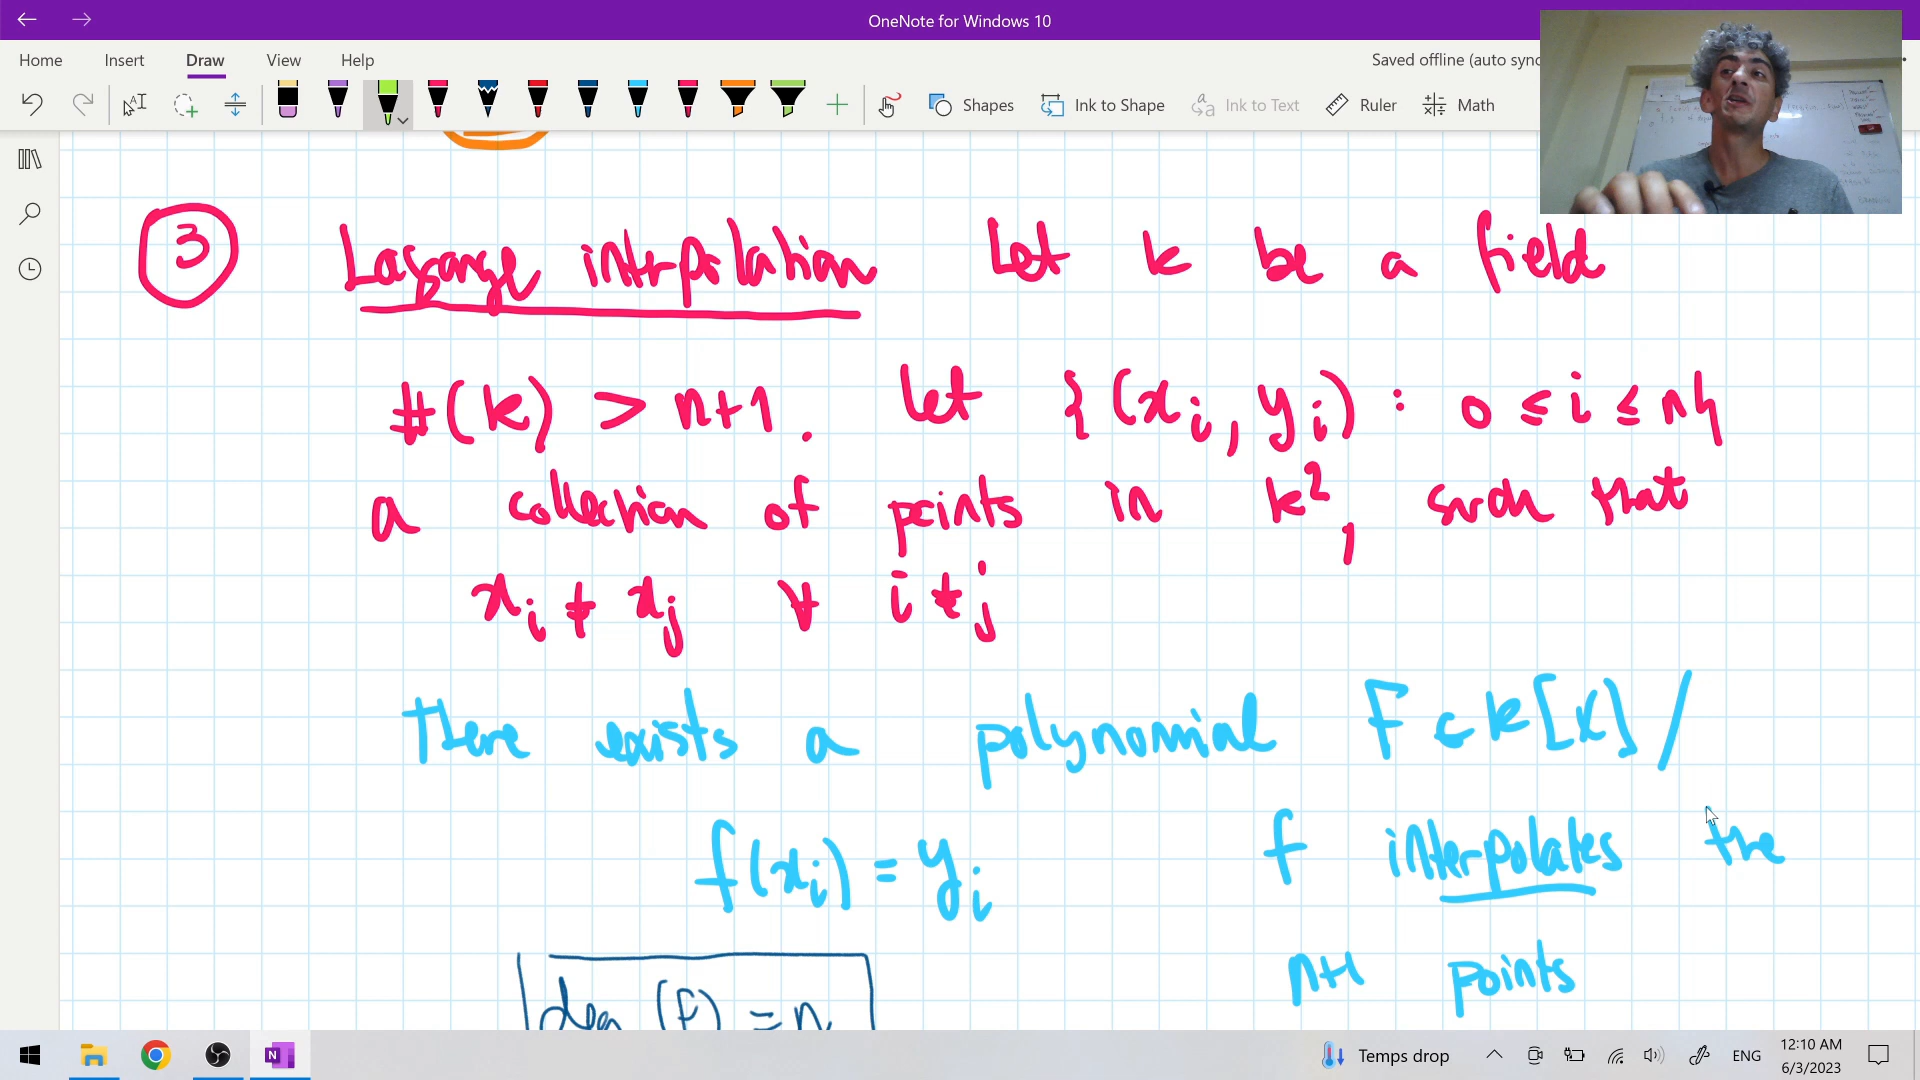 OneNote for Windows 10
Home Insert Draw View Help Saved offline (auto sync
Shapes Ink to Shape Ink to Text Ruler Math
3 Lagrange interpolation Let k be a field
#(k) > n+1. Let {(xi, yi) : 0 ≤ i ≤ n}
a collection of points in k², such that
xi ≠ xj ∀ i ≠ j
There exists a polynomial F ∈ k[x] /
f(xi) = yi f interpolates the
n+1 points
deg (F) = n
Temps drop ENG 12:10 AM
6/3/2023